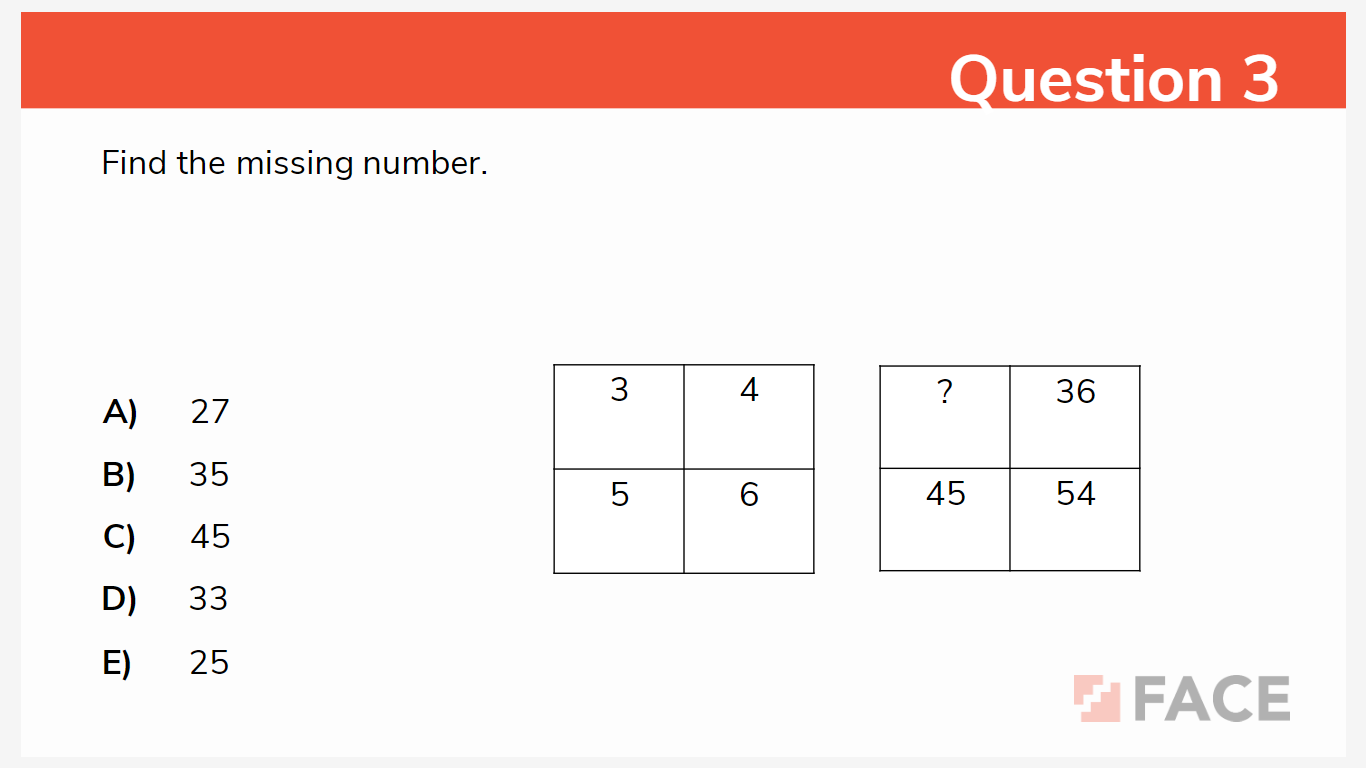 Question 3
Find the missing number.
3 4
? 36
A) 27
B) 35
5 6
45 54
C) 45
D) 33
E) 25
FACE